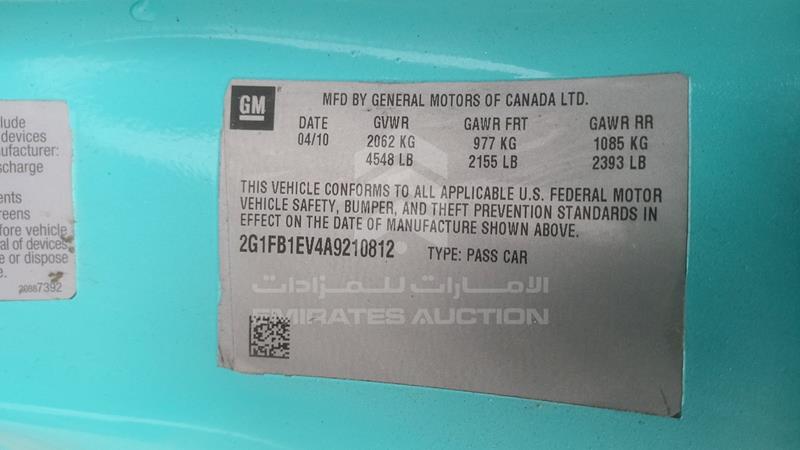 clude
devices
ufacturer:
scharge
ents
reens
fore vehicle
al of devices
e or dispose
e.
20887392
GM
MFD BY GENERAL MOTORS OF CANADA LTD.
DATE GVWR GAWR FRT GAWR RR
04/10 2062 KG 977 KG 1085 KG
4548 LB 2155 LB 2393 LB
THIS VEHICLE CONFORMS TO ALL APPLICABLE U.S. FEDERAL MOTOR
VEHICLE SAFETY, BUMPER, AND THEFT PREVENTION STANDARDS IN
EFFECT ON THE DATE OF MANUFACTURE SHOWN ABOVE.
2G1FB1EV4A9210812 TYPE: PASS CAR
الامارات للمزادات
EMIRATES AUCTION